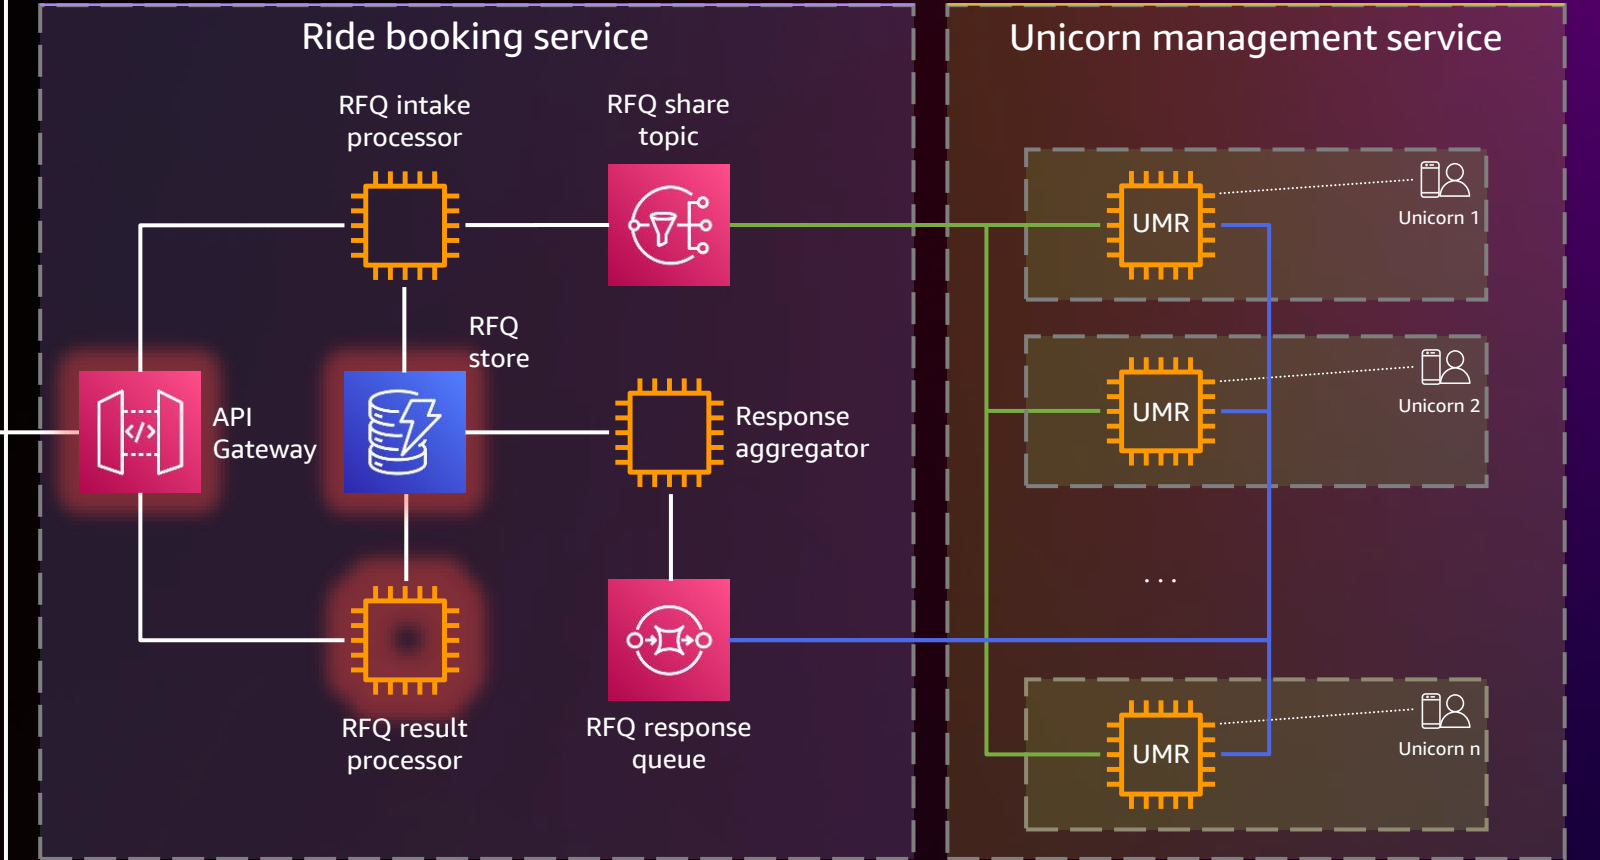 Ride booking service
Unicorn management service
RFQ intake
processor
RFQ share
topic
UMR
Unicorn 1
RFQ
store
API
Gateway
</>
Response
aggregator
UMR
Unicorn 2
...
RFQ result
processor
RFQ response
queue
UMR
Unicorn n